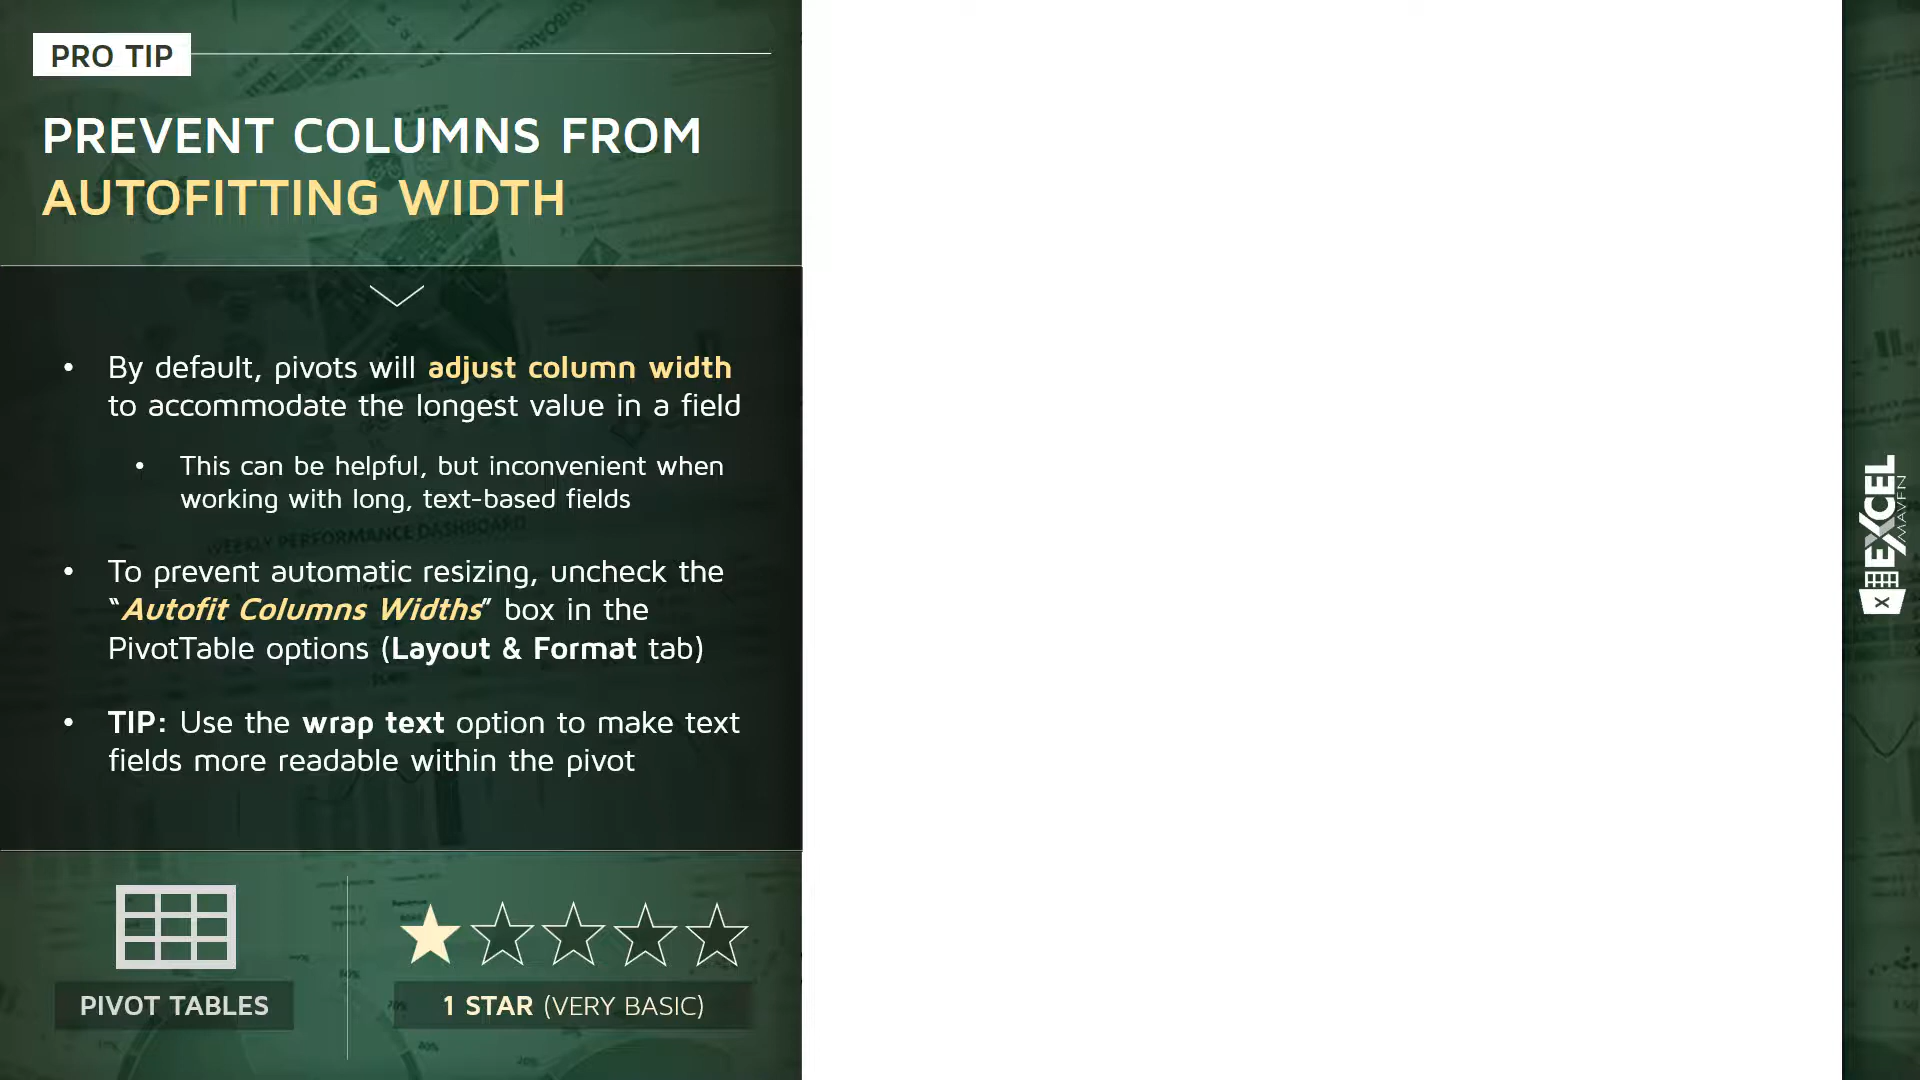 PRO TIP
PREVENT COLUMNS FROM
AUTOFITTING WIDTH
• By default, pivots will adjust column width
to accommodate the longest value in a field
• This can be helpful, but inconvenient when
working with long, text-based fields
WEEKLY PERFORMANCE DASHBOARD
• To prevent automatic resizing, uncheck the
“Autofit Columns Widths” box in the
PivotTable options (Layout & Format tab)
• TIP: Use the wrap text option to make text
fields more readable within the pivot
PIVOT TABLES
1 STAR (VERY BASIC)
X EXCEL
MAVEN